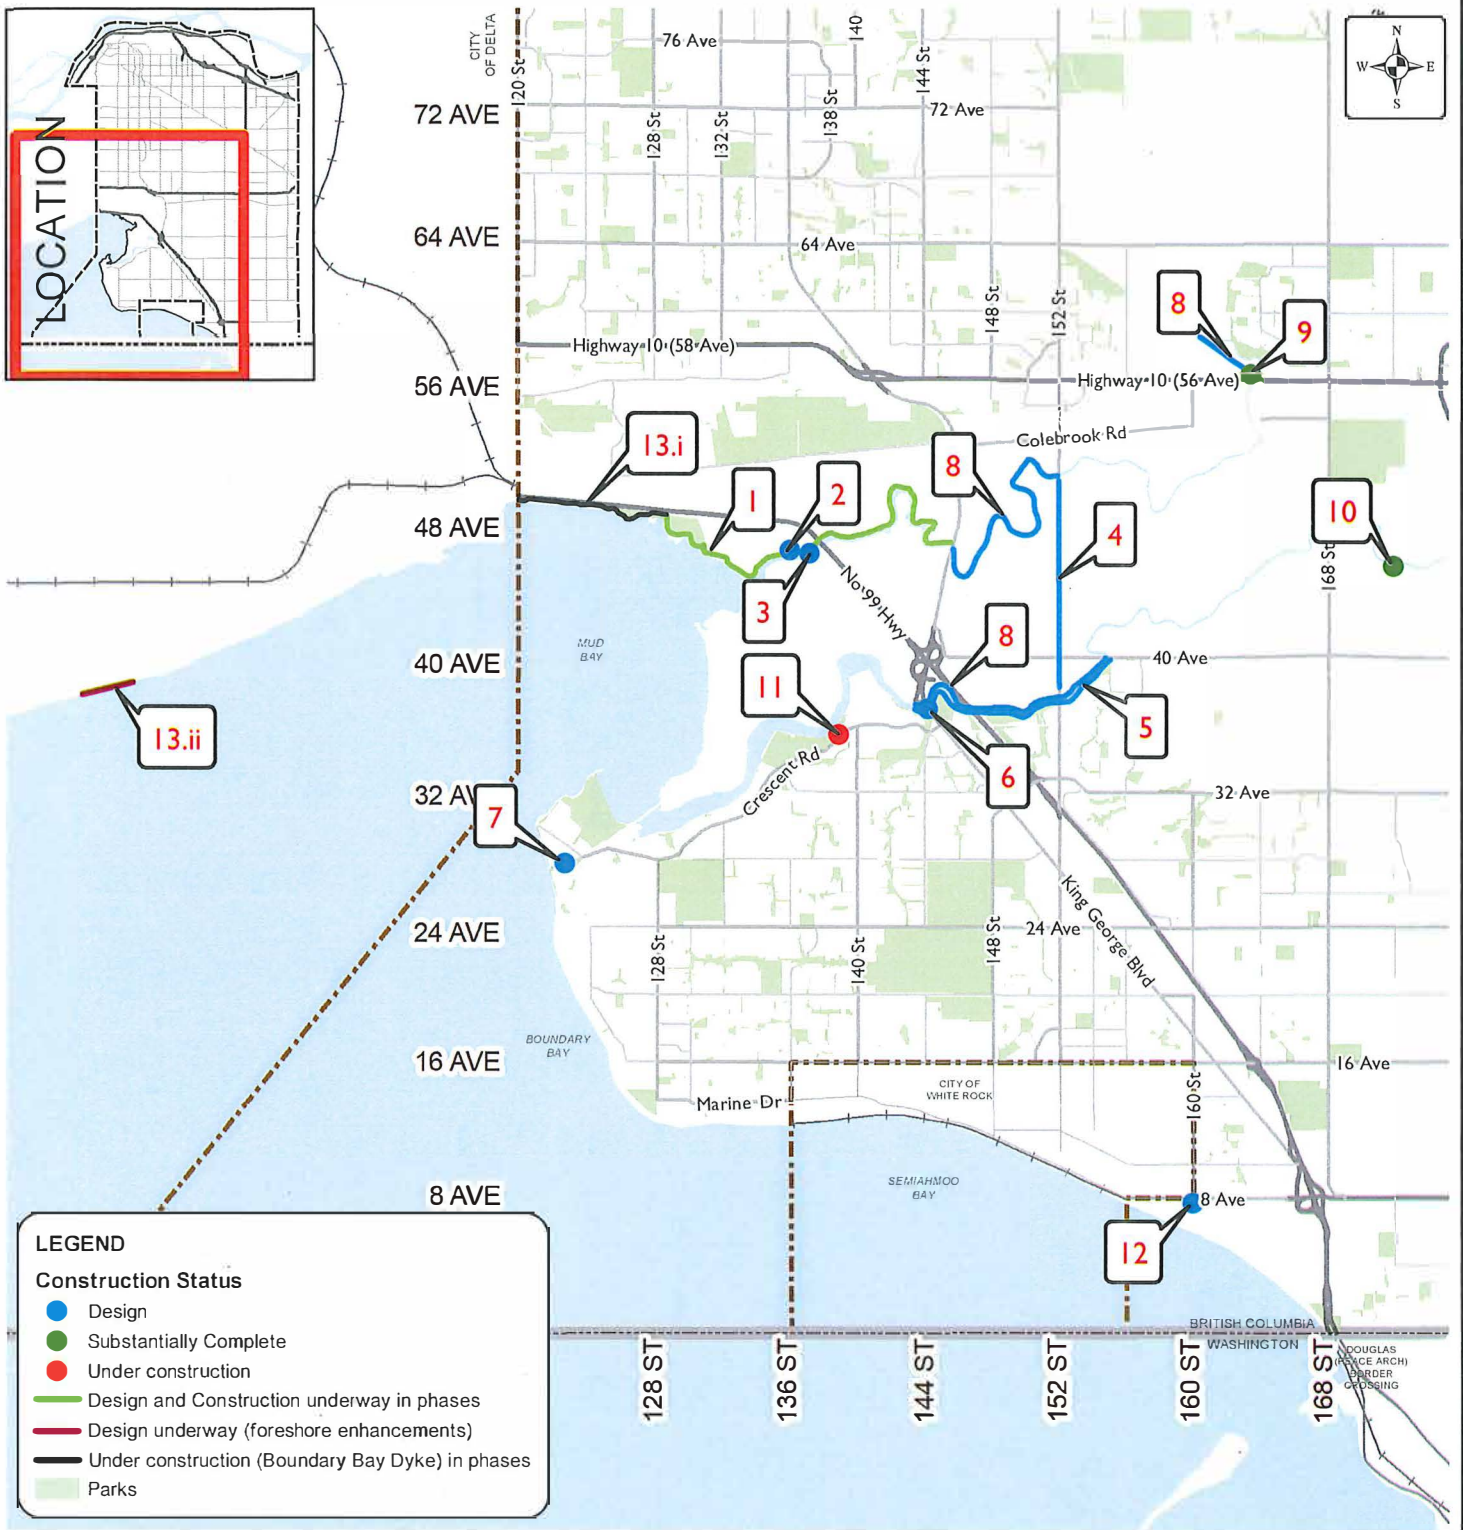 LOCATION
CITY
OF DELTA
120 St
76 Ave
140
144 St
N
W
E
S
72 AVE
128 St
132 St
138 St
72 Ave
64 AVE
64 Ave
148 St
152 St
8
9
Highway 10 (58 Ave)
56 AVE
Highway 10 (56 Ave)
13.i
Colebrook Rd
8
1
2
48 AVE
4
10
168 St
3
No 99 Hwy
MUD
BAY
8
40 AVE
40 Ave
11
5
13.ii
6
Crescent Rd
32 AV
32 Ave
7
King George Blvd
24 AVE
128 St
140 St
148 St
24 Ave
BOUNDARY
BAY
16 AVE
16 Ave
CITY OF
WHITE ROCK
160 St
Marine Dr
SEMIAHMOO
BAY
8 AVE
8 Ave
12
LEGEND
Construction Status
Design
Substantially Complete
Under construction
Design and Construction underway in phases
Design underway (foreshore enhancements)
Under construction (Boundary Bay Dyke) in phases
Parks
BRITISH COLUMBIA
WASHINGTON
128 ST
136 ST
144 ST
152 ST
160 ST
168 ST
DOUGLAS
(PEACE ARCH)
BORDER
CROSSING